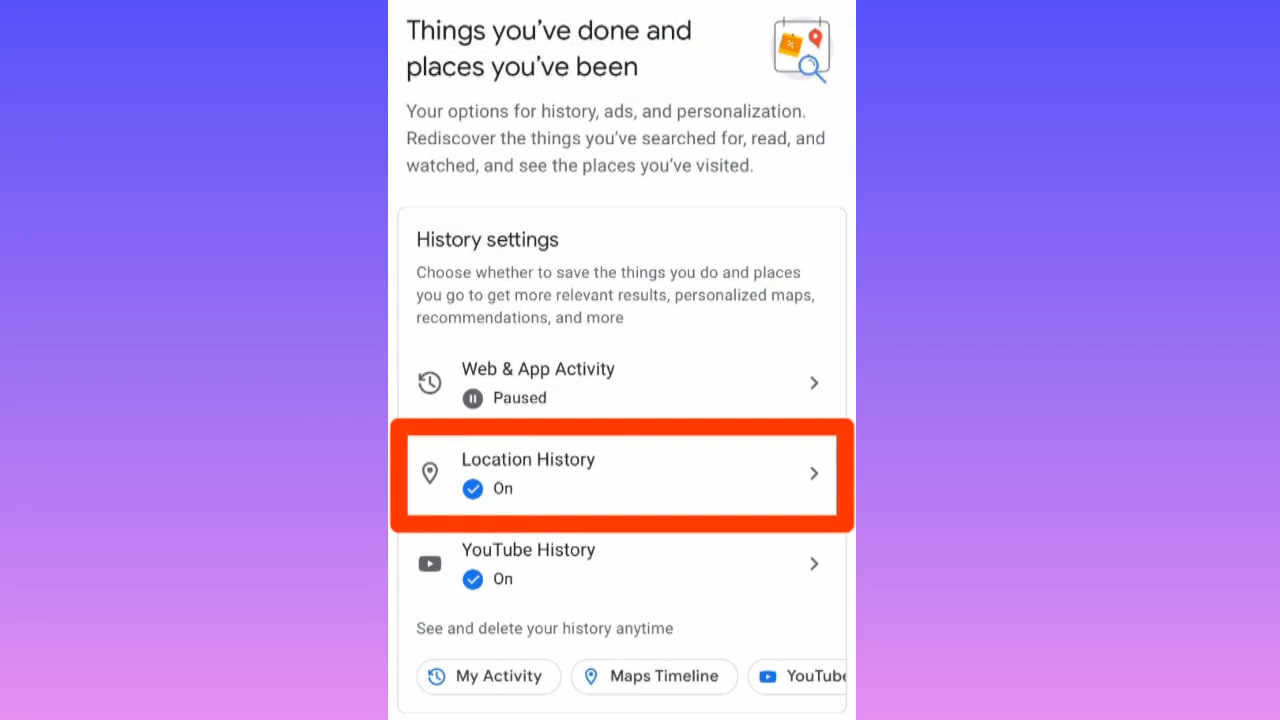 Things you've done and
places you've been
Your options for history, ads, and personalization.
Rediscover the things you've searched for, read, and
watched, and see the places you've visited.
History settings
Choose whether to save the things you do and places
you go to get more relevant results, personalized maps,
recommendations, and more
Web & App Activity
Paused
Location History
On
YouTube History
On
See and delete your history anytime
My Activity
Maps Timeline
YouTube